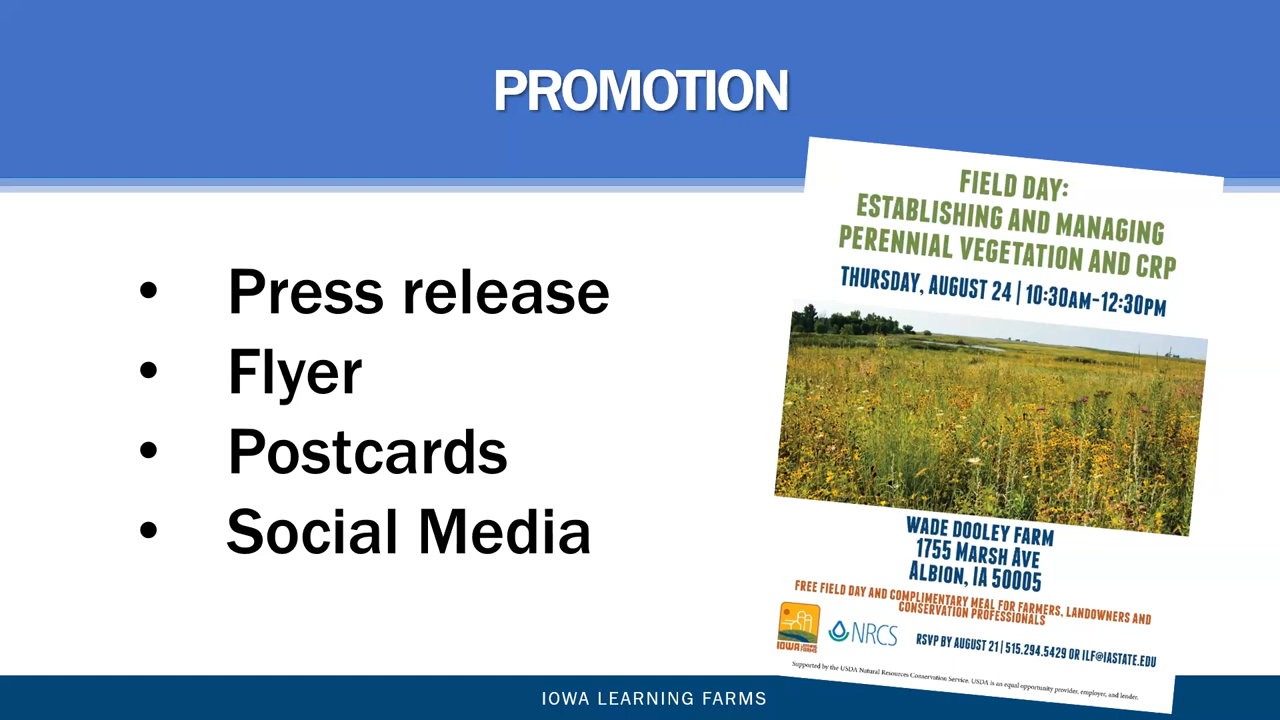 PROMOTION
• Press release
• Flyer
• Postcards
• Social Media
FIELD DAY:
ESTABLISHING AND MANAGING
PERENNIAL VEGETATION AND CRP
THURSDAY, AUGUST 24 | 10:30AM-12:30PM
WADE DOOLEY FARM
1755 MARSH AVE
ALBION, IA 50005
FREE FIELD DAY AND COMPLIMENTARY MEAL FOR FARMERS, LANDOWNERS AND
CONSERVATION PROFESSIONALS
IOWA LEARNING
FARMS
NRCS
RSVP BY AUGUST 21 | 515.294.5429 OR ILF@IASTATE.EDU
Supported by the USDA Natural Resources Conservation Service. USDA is an equal opportunity provider, employer, and lender.
IOWA LEARNING FARMS